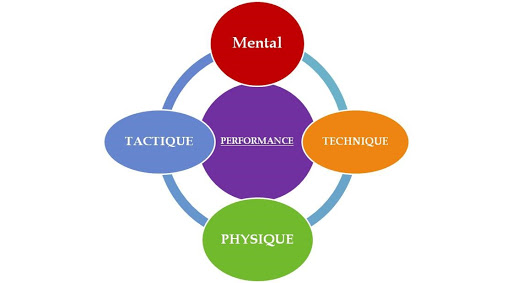 Mental
TACTIQUE
PERFORMANCE
TECHNIQUE
PHYSIQUE